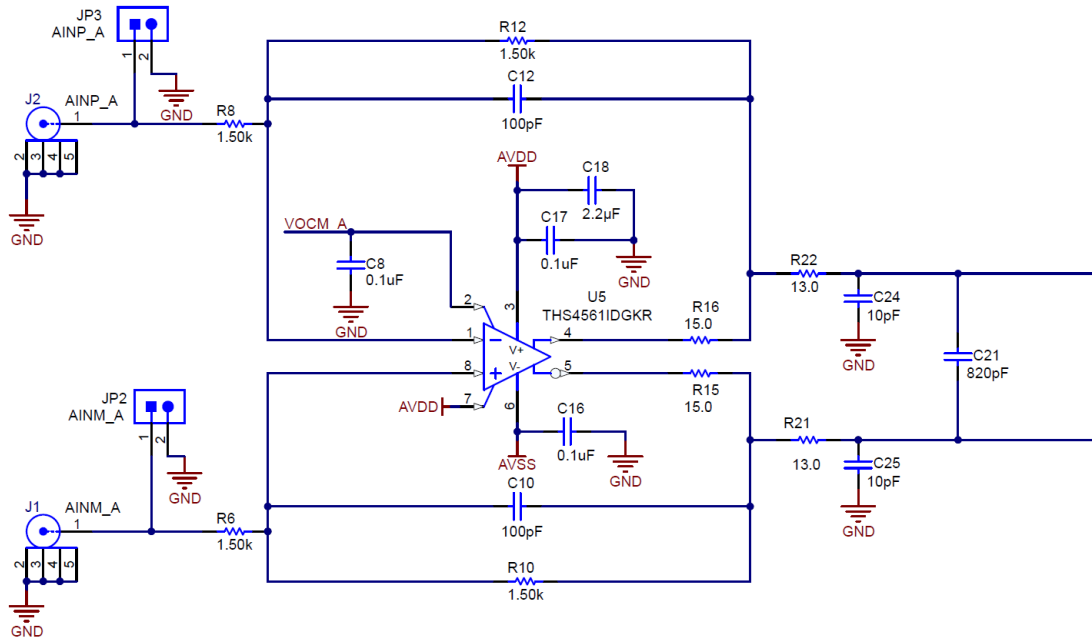 JP3
AINP_A
1
2
GND
J2
AINP_A
1
2
3
4
5
GND
R8
1.50k
R12
1.50k
C12
100pF
AVDD
C18
2.2µF
C17
0.1uF
GND
VOCM_A
C8
0.1uF
GND
U5
THS4561IDGKR
2
3
1
8
7
6
4
5
V+
V-
AVDD
R16
15.0
R15
15.0
C16
0.1uF
AVSS
GND
R22
13.0
C24
10pF
GND
C21
820pF
R21
13.0
C25
10pF
GND
JP2
AINM_A
1
2
GND
J1
AINM_A
1
2
3
4
5
GND
R6
1.50k
C10
100pF
R10
1.50k